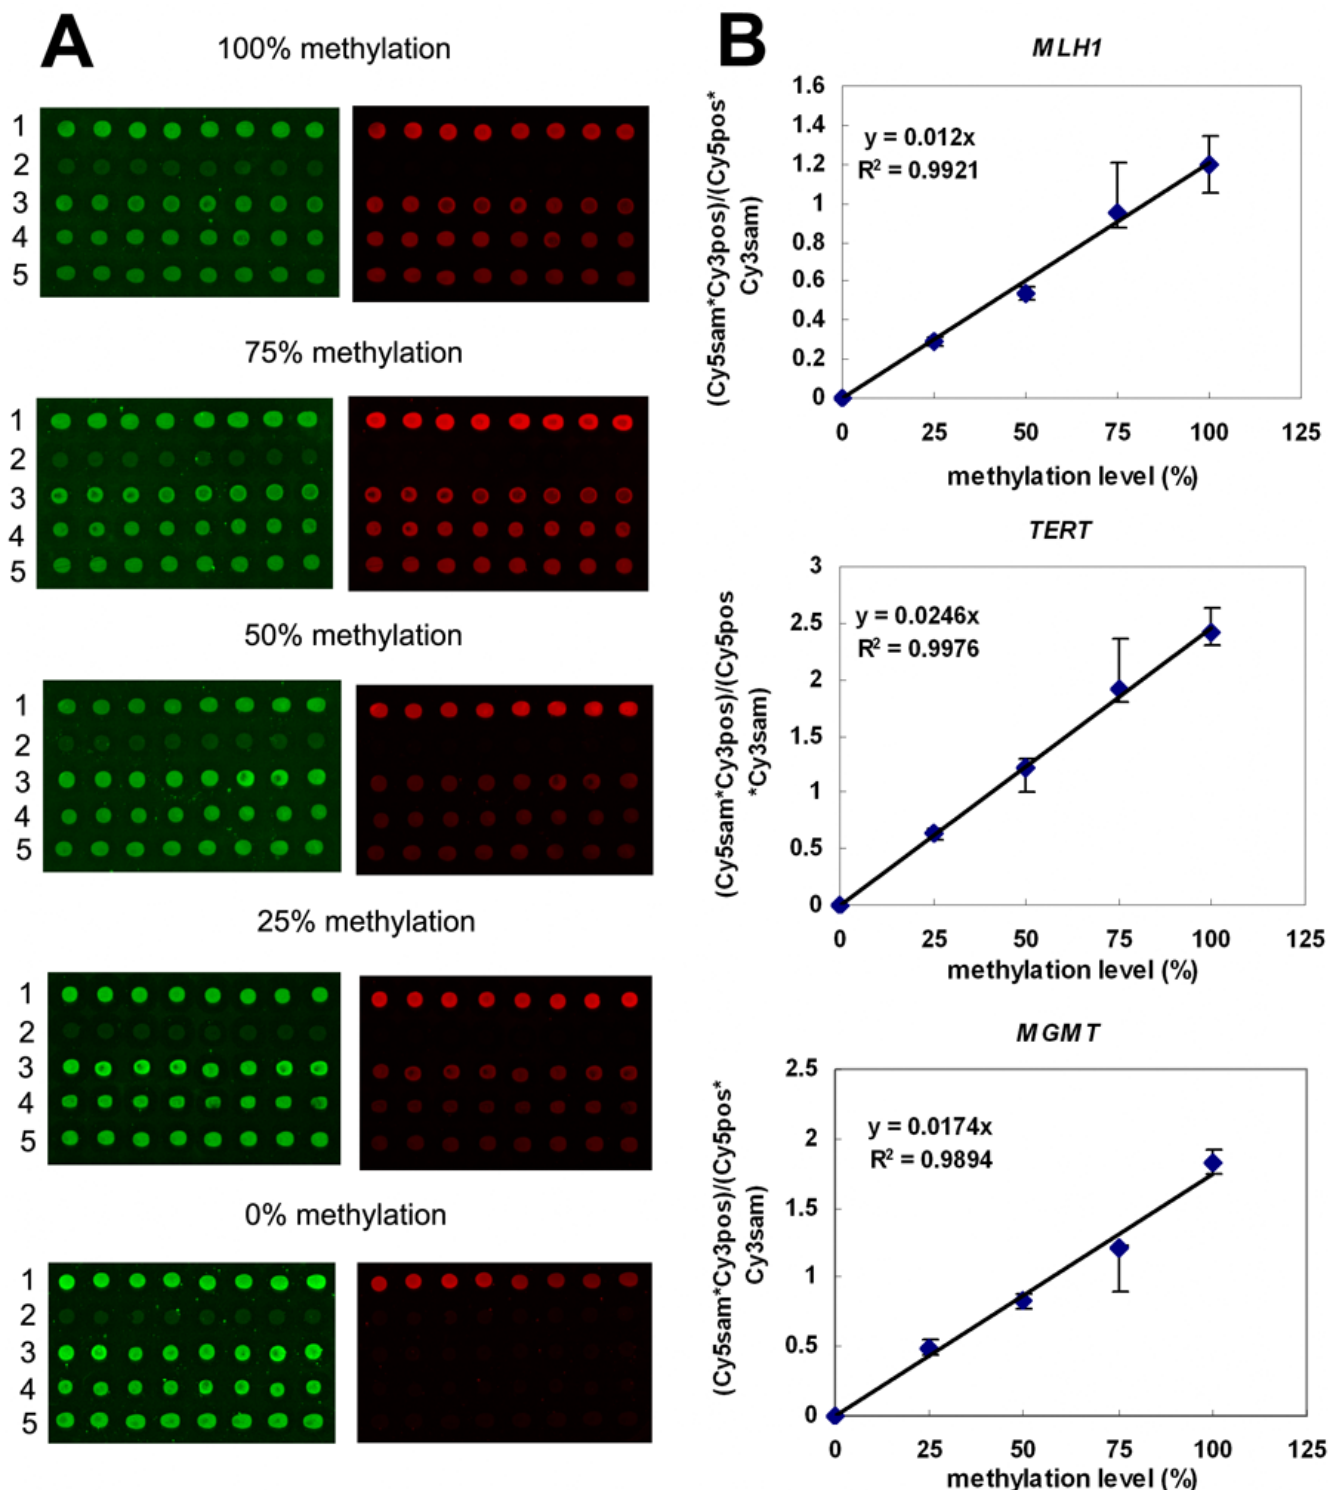 A
100% methylation
1
2
3
4
5
75% methylation
1
2
3
4
5
50% methylation
1
2
3
4
5
25% methylation
1
2
3
4
5
0% methylation
1
2
3
4
5
B
MLH1
(Cy5sam*Cy3pos)/(Cy5pos*
Cy3sam)
1.6
1.4
1.2
1
0.8
0.6
0.4
0.2
0
y = 0.012x
R² = 0.9921
0 25 50 75 100 125
methylation level (%)
TERT
(Cy5sam*Cy3pos)/(Cy5pos
*Cy3sam)
3
2.5
2
1.5
1
0.5
0
y = 0.0246x
R² = 0.9976
0 25 50 75 100 125
methylation level (%)
MGMT
(Cy5sam*Cy3pos)/(Cy5pos*
Cy3sam)
2.5
2
1.5
1
0.5
0
y = 0.0174x
R² = 0.9894
0 25 50 75 100 125
methylation level (%)